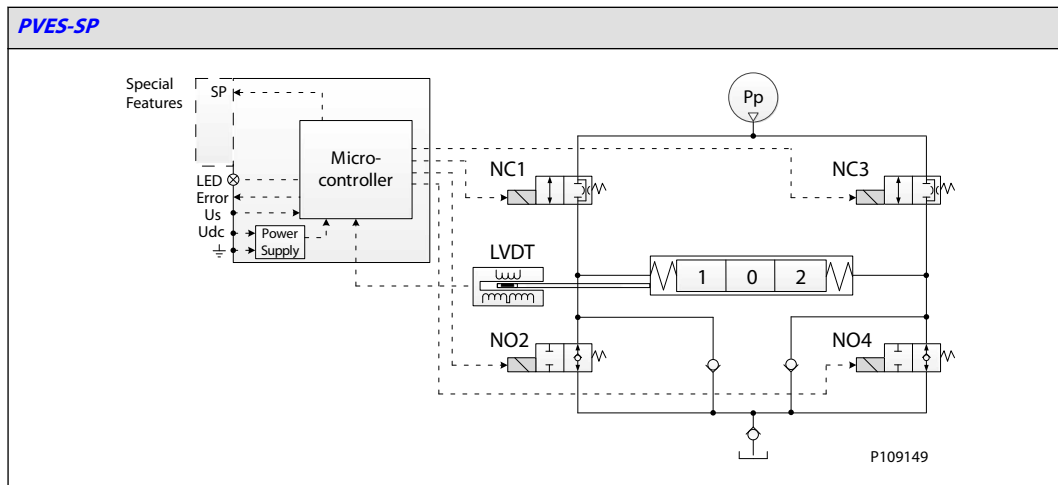 PVES-SP
Special
Features
SP
LED
Error
Us
Udc
Power
Supply
Micro-
controller
Pp
NC1
NC3
LVDT
1 0 2
NO2
NO4
P109149